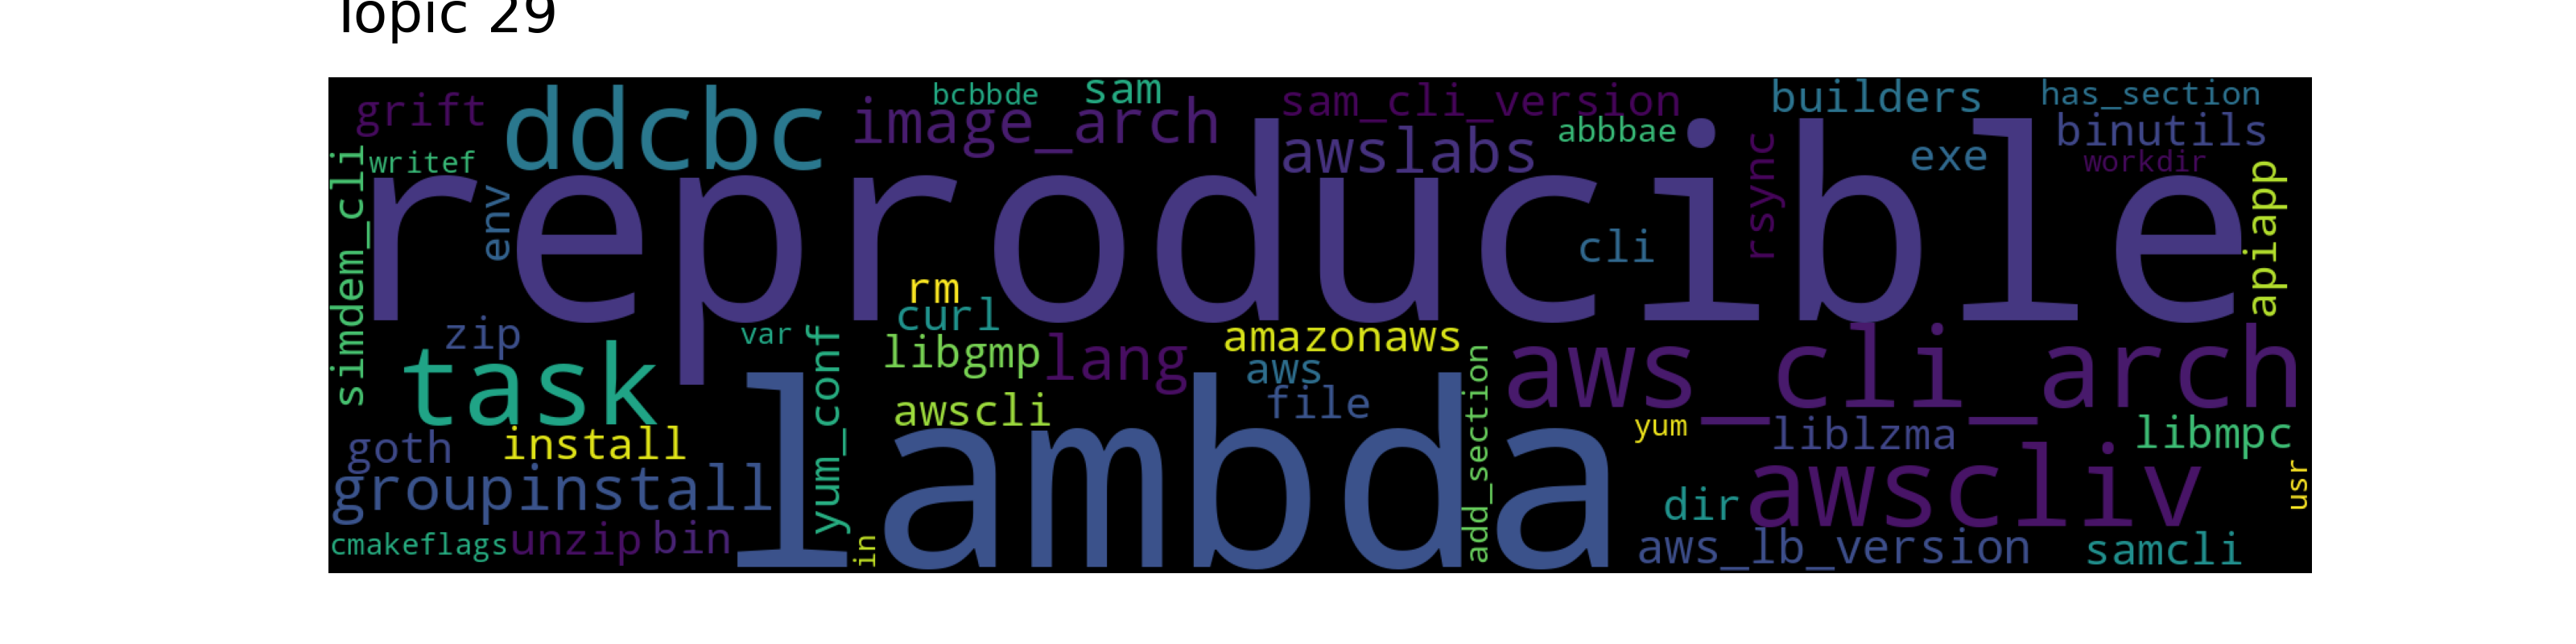 Topic 29
grift
ddcbc
bcbbde
sam
image_arch
sam_cli_version
awslabs
abbbae
builders
has_section
binutils
exe
workdir
writef
simdem_cli
env
reproducible
rsync
cli
apiapp
rm
curl
zip
var
task
yum_conf
libgmp
lang
amazonaws
aws
file
awscli
add_section
aws_cli_arch
yum
liblzma
libmpc
goth
install
groupinstall
lambda
dir
awscliv
usr
cmakeflags
unzip
bin
in
aws_lb_version
samcli